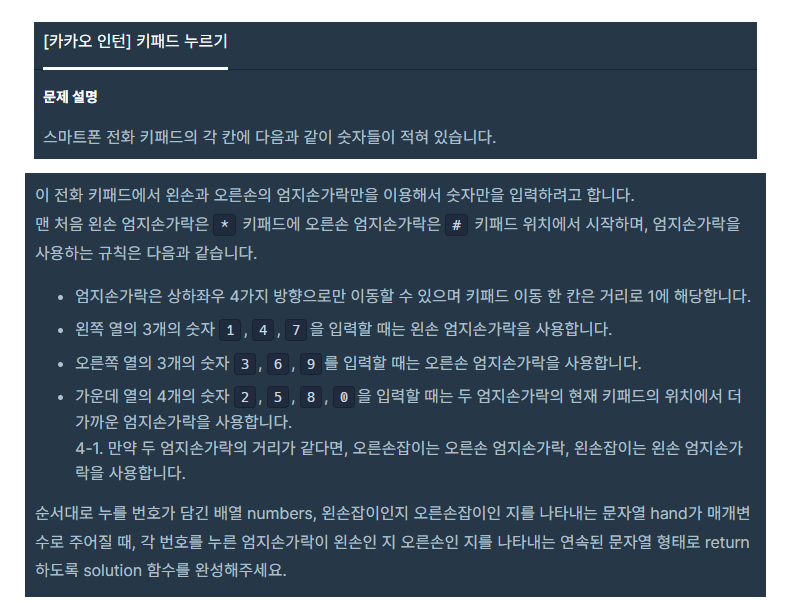 [카카오 인턴] 키패드 누르기
문제 설명
스마트폰 전화 키패드의 각 칸에 다음과 같이 숫자들이 적혀 있습니다.
이 전화 키패드에서 왼손과 오른손의 엄지손가락만을 이용해서 숫자만을 입력하려고 합니다.
맨 처음 왼손 엄지손가락은 * 키패드에 오른손 엄지손가락은 # 키패드 위치에서 시작하며, 엄지손가락을
사용하는 규칙은 다음과 같습니다.
• 엄지손가락은 상하좌우 4가지 방향으로만 이동할 수 있으며 키패드 이동 한 칸은 거리로 1에 해당합니다.
• 왼쪽 열의 3개의 숫자 1, 4, 7을 입력할 때는 왼손 엄지손가락을 사용합니다.
• 오른쪽 열의 3개의 숫자 3, 6, 9를 입력할 때는 오른손 엄지손가락을 사용합니다.
• 가운데 열의 4개의 숫자 2, 5, 8, 0을 입력할 때는 두 엄지손가락의 현재 키패드의 위치에서 더
가까운 엄지손가락을 사용합니다.
4-1. 만약 두 엄지손가락의 거리가 같다면, 오른손잡이는 오른손 엄지손가락, 왼손잡이는 왼손 엄지손가
락을 사용합니다.
순서대로 누를 번호가 담긴 배열 numbers, 왼손잡이인지 오른손잡이인 지를 나타내는 문자열 hand가 매개변
수로 주어질 때, 각 번호를 누른 엄지손가락이 왼손인 지 오른손인 지를 나타내는 연속된 문자열 형태로 return
하도록 solution 함수를 완성해주세요.